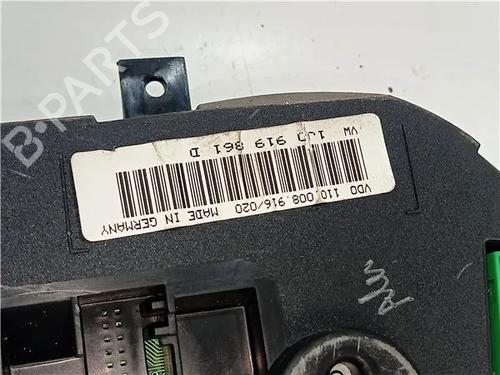 B-PARTS
VW 1J0 919 861 D
VDO 110.008.916/020 MADE IN GERMANY